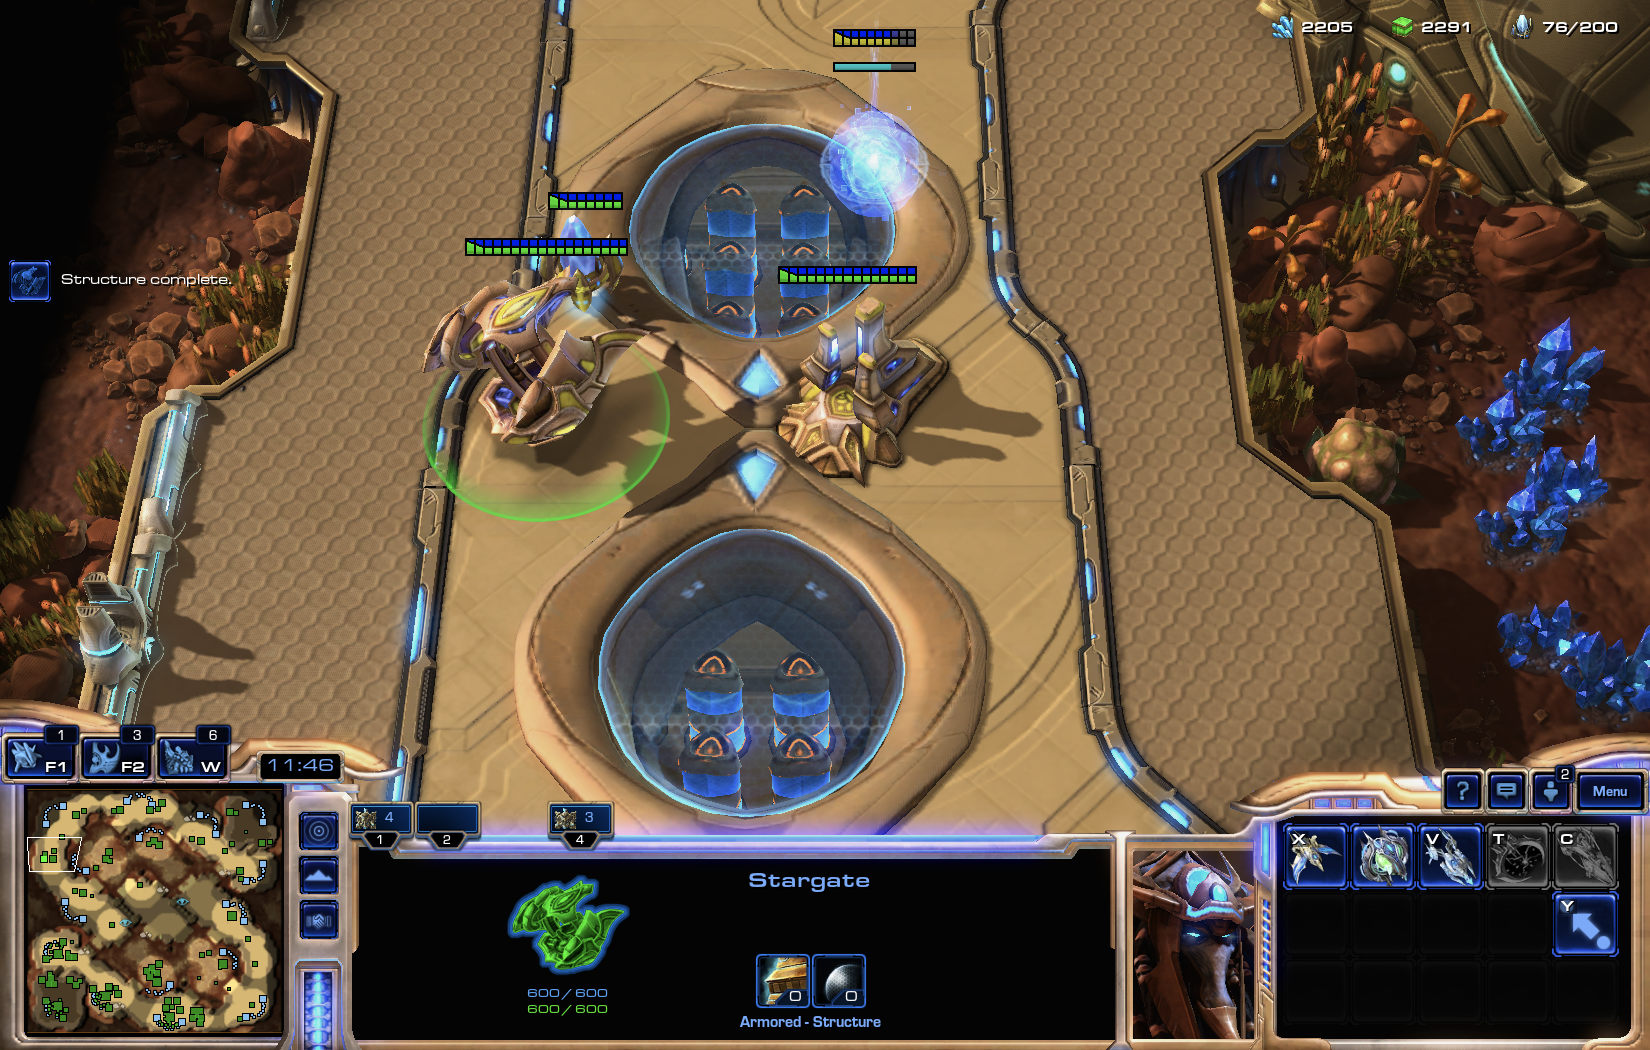 2205 2291 76/200
Structure complete.
1 3 6
F1 F2 W
11:46
2
? Menu
4 3
1 2 4
Stargate
X V T C
Y
600/600
600/600
0 0
Armored - Structure